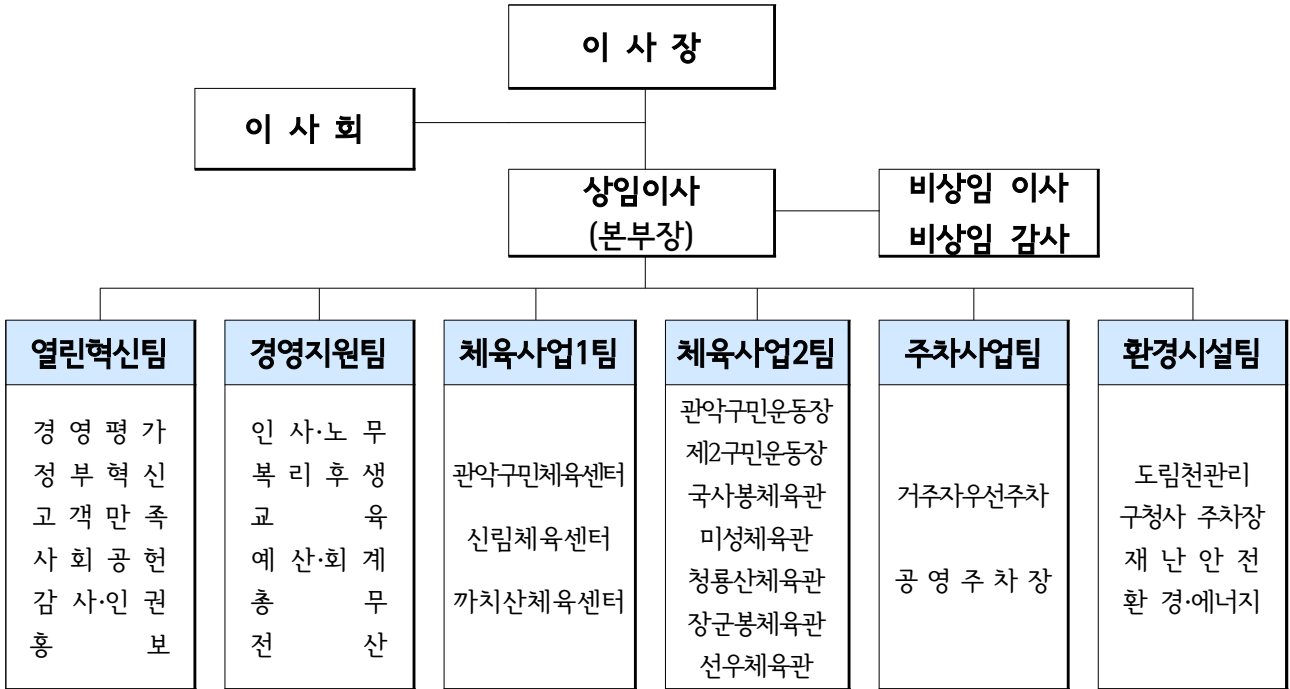 이 사 장
이 사 회
상임이사
(본부장)
비상임 이사
비상임 감사
열린혁신팀
경 영 평 가
정 부 혁 신
고 객 만 족
사 회 공 헌
감 사·인 권
홍 보
경영지원팀
인 사·노 무
복 리 후 생
교 육
예 산·회 계
총 무
전 산
체육사업1팀
관악구민체육센터
신림체육센터
까치산체육센터
체육사업2팀
관악구민운동장
제2구민운동장
국사봉체육관
미성체육관
청룡산체육관
장군봉체육관
선우체육관
주차사업팀
거주자우선주차
공 영 주 차 장
환경시설팀
도림천관리
구청사 주차장
재 난 안 전
환 경·에너지